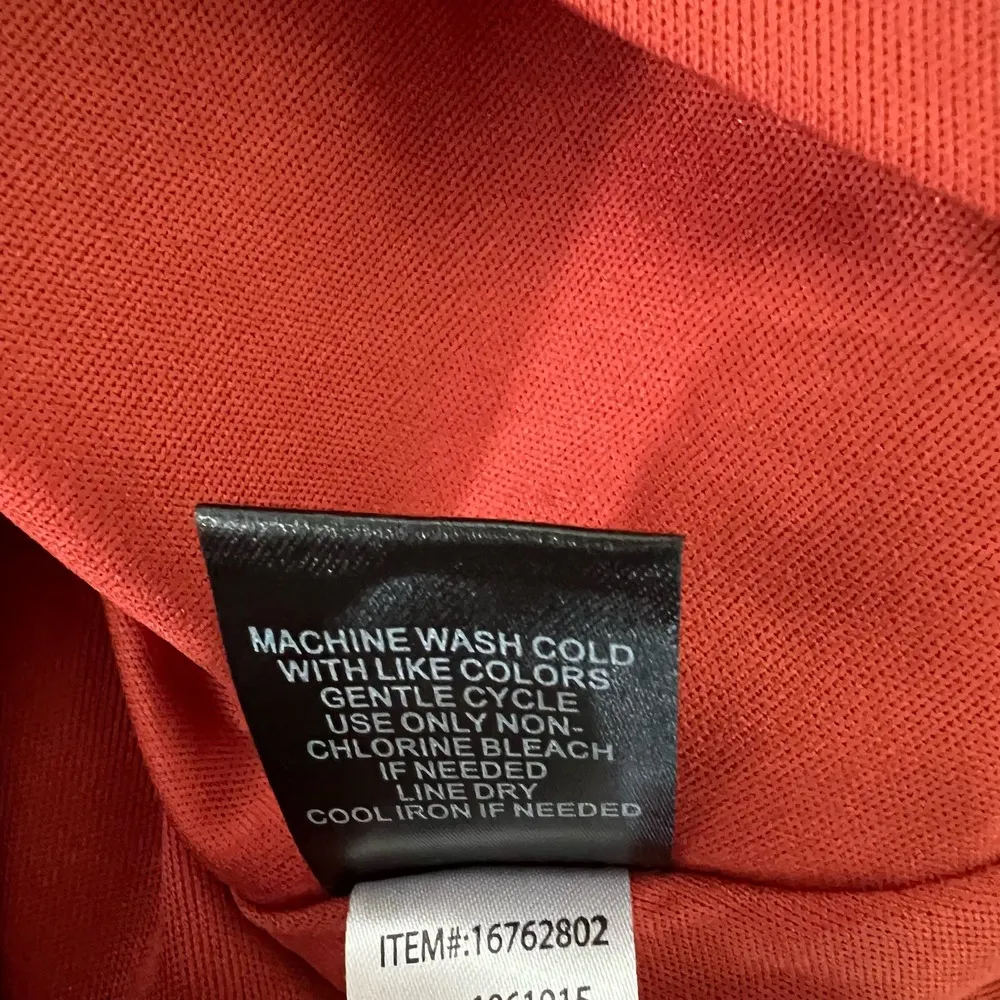 MACHINE WASH COLD
WITH LIKE COLORS
GENTLE CYCLE
USE ONLY NON-
CHLORINE BLEACH
IF NEEDED
LINE DRY
COOL IRON IF NEEDED
ITEM#:16762802